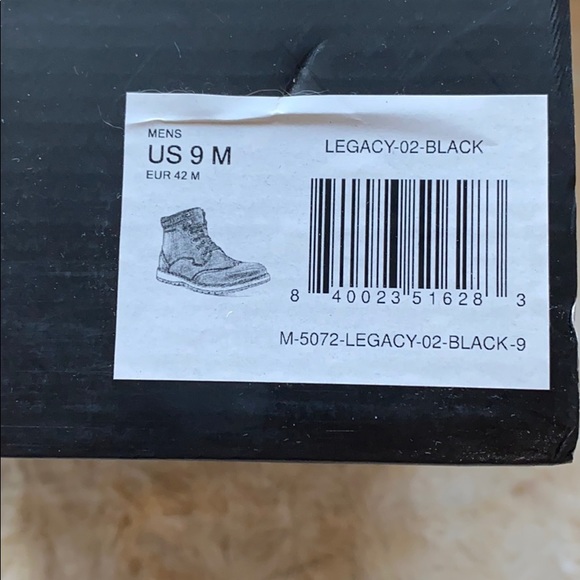 MENS
US 9 M
EUR 42 M
LEGACY-02-BLACK
8 40023 51628 3
M-5072-LEGACY-02-BLACK-9